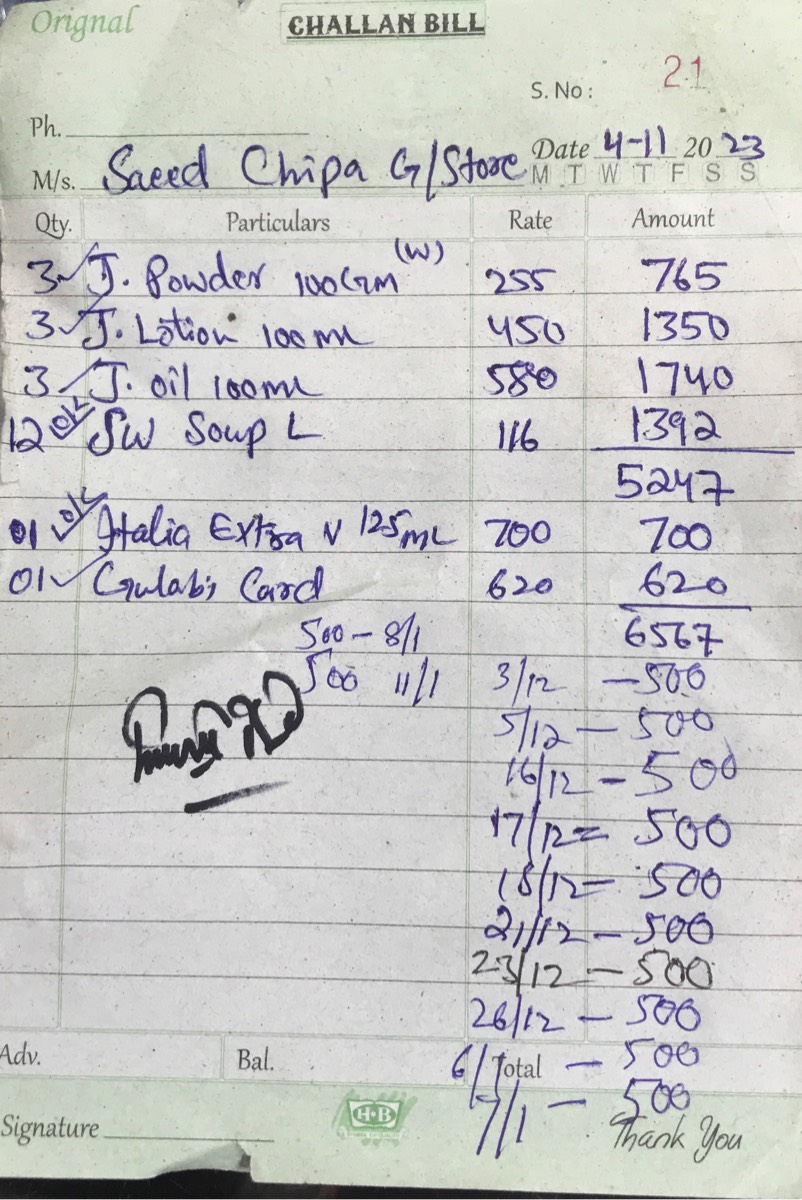 Orignal
CHALLAN BILL
S. No : 21
Ph.
Date 4-11 20 23
M/s. Saeed Chipa G/Store M T W T F S S
Qty. Particulars Rate Amount
3 J. Powder 100Gm (W) 255 765
3 J. Lotion 100ml 450 1350
3 J. oil 100ml 580 1740
12 ok SW Soup L 116 1392
5247
01 ok Italia Extra V 125ml 700 700
01 Gulabi Card 620 620
500 - 8/1 6567
500 11/1 3/12 - 500
5/12 - 500
16/12 - 500
17/12 = 500
18/12 - 500
21/12 - 500
23/12 - 500
26/12 - 500
Adv. Bal. 6/ Total - 500
7/1 - 500
H·B
Signature Thank You